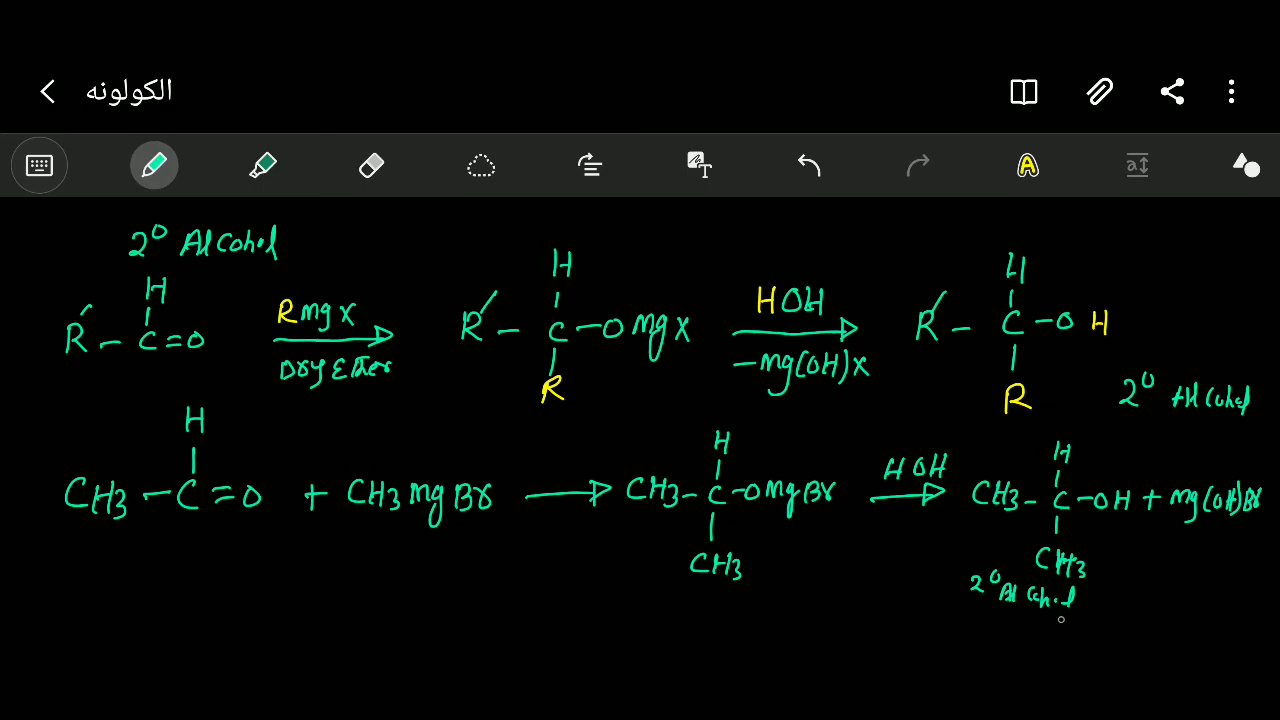 الكولونه
2° Alcohol
H
R' - C = O
RmgX
Dry Ether
H
R' - C - OmgX
R
HOH
-Mg(OH)X
H
R' - C - OH
R
2° Alcohol
H
CH3 - C = O + CH3MgBr
H
CH3 - C - OMgBr
CH3
HOH
H
CH3 - C - OH + Mg(OH)Br
CH3
2° Alcohol